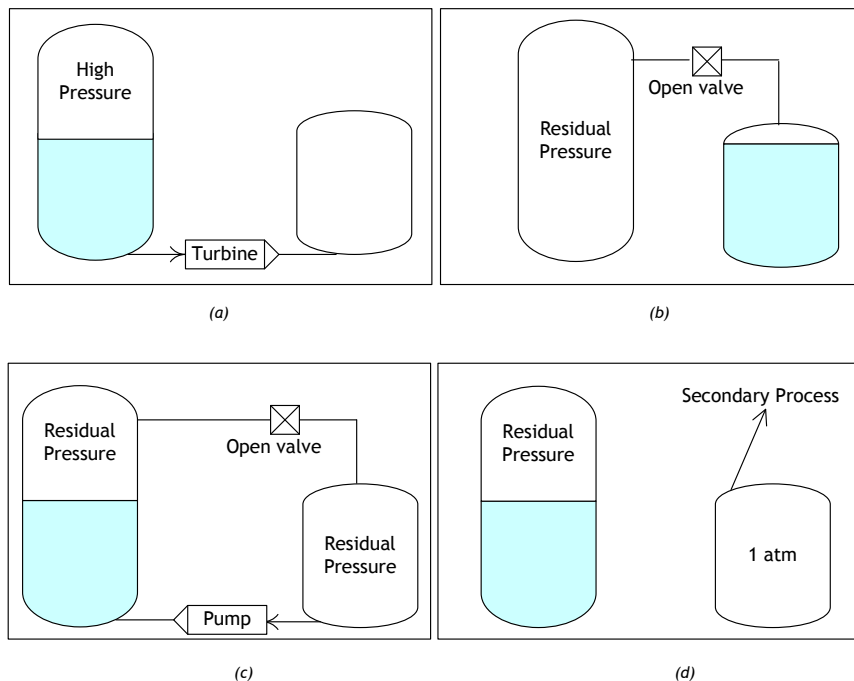 High
Pressure
Turbine
(a)
Open valve
Residual
Pressure
(b)
Residual
Pressure
Open valve
Residual
Pressure
Pump
(c)
Secondary Process
Residual
Pressure
1 atm
(d)